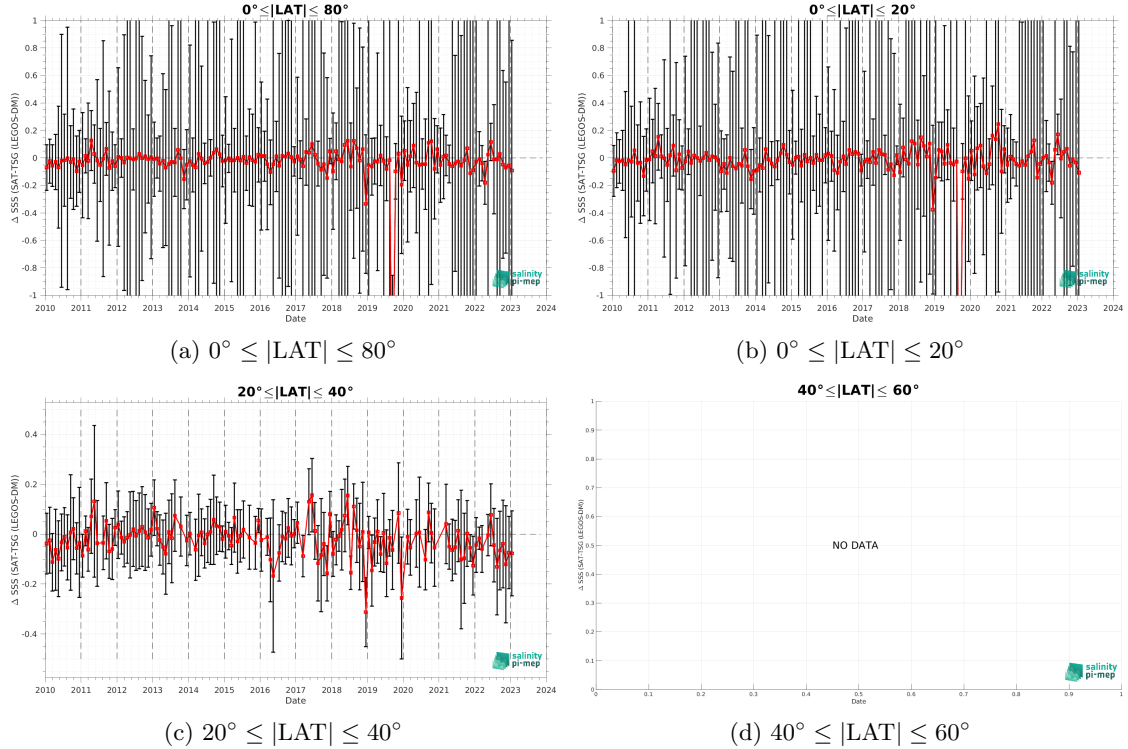 0°≤|LAT|≤ 80°
Δ SSS (SAT-TSG (LEGOS-DM))
1
0.8
0.6
0.4
0.2
0
-0.2
-0.4
-0.6
-0.8
-1
2010 2011 2012 2013 2014 2015 2016 2017 2018 2019 2020 2021 2022 2023 2024
Date
salinity
pi-mep
(a) 0° ≤ |LAT| ≤ 80°
0°≤|LAT|≤ 20°
Δ SSS (SAT-TSG (LEGOS-DM))
1
0.8
0.6
0.4
0.2
0
-0.2
-0.4
-0.6
-0.8
-1
2010 2011 2012 2013 2014 2015 2016 2017 2018 2019 2020 2021 2022 2023 2024
Date
salinity
pi-mep
(b) 0° ≤ |LAT| ≤ 20°
20°≤|LAT|≤ 40°
Δ SSS (SAT-TSG (LEGOS-DM))
0.4
0.2
0
-0.2
-0.4
2010 2011 2012 2013 2014 2015 2016 2017 2018 2019 2020 2021 2022 2023 2024
Date
salinity
pi-mep
(c) 20° ≤ |LAT| ≤ 40°
40°≤|LAT|≤ 60°
Δ SSS (SAT-TSG (LEGOS-DM))
1
0.9
0.8
0.7
0.6
0.5
0.4
0.3
0.2
0.1
0
NO DATA
0 0.1 0.2 0.3 0.4 0.5 0.6 0.7 0.8 0.9 1
Date
salinity
pi-mep
(d) 40° ≤ |LAT| ≤ 60°